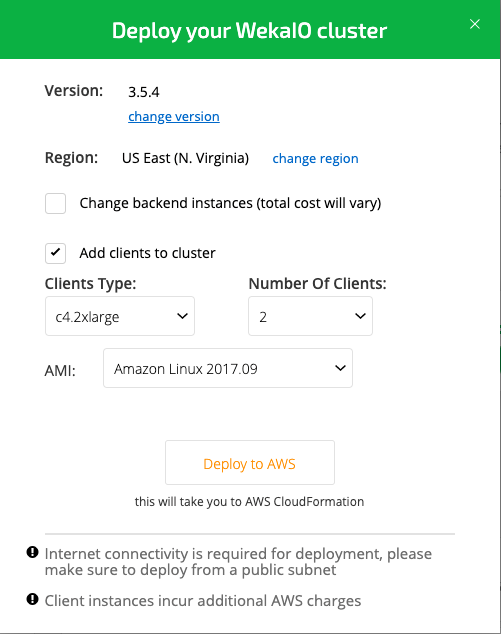 Deploy your WekaIO cluster
Version: 3.5.4
change version
Region: US East (N. Virginia) change region
Change backend instances (total cost will vary)
Add clients to cluster
Clients Type: Number Of Clients:
c4.2xlarge 2
AMI: Amazon Linux 2017.09
Deploy to AWS
this will take you to AWS CloudFormation
Internet connectivity is required for deployment, please
make sure to deploy from a public subnet
Client instances incur additional AWS charges